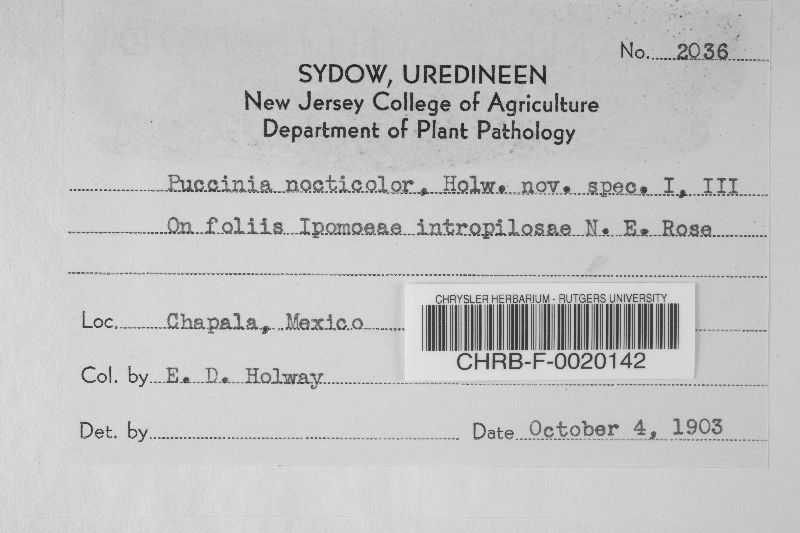 No. 2036
SYDOW, UREDINEEN
New Jersey College of Agriculture
Department of Plant Pathology
Puccinia nocticolor, Holw. nov. spec. I, III
On foliis Ipomoeae intropilosae N. E. Rose
Loc. Chapala, Mexico
CHRYSLER HERBARIUM - RUTGERS UNIVERSITY
CHRB-F-0020142
Col. by E. D. Holway
Det. by
Date October 4, 1903